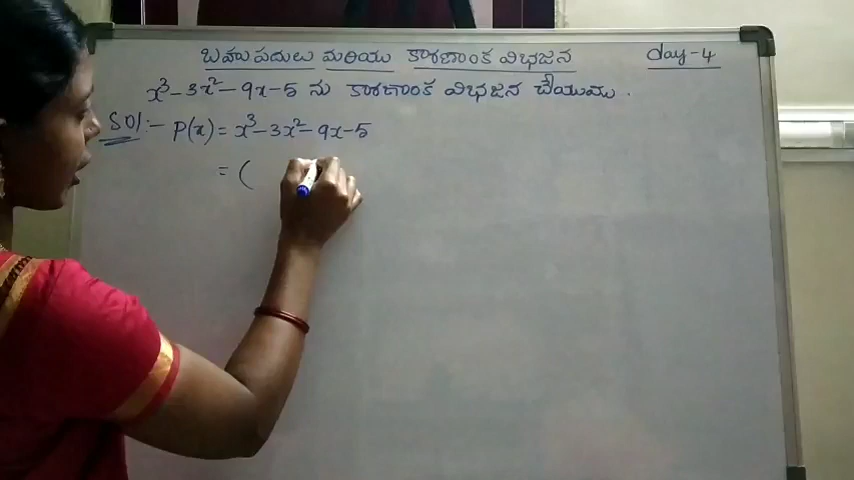 బహుపదులు మరియు కారణాంక విభజన day-4
x³-3x²-9x-5 ను కారణాంక విభజన చేయుము.
Sol:- P(x) = x³-3x²-9x-5
= (